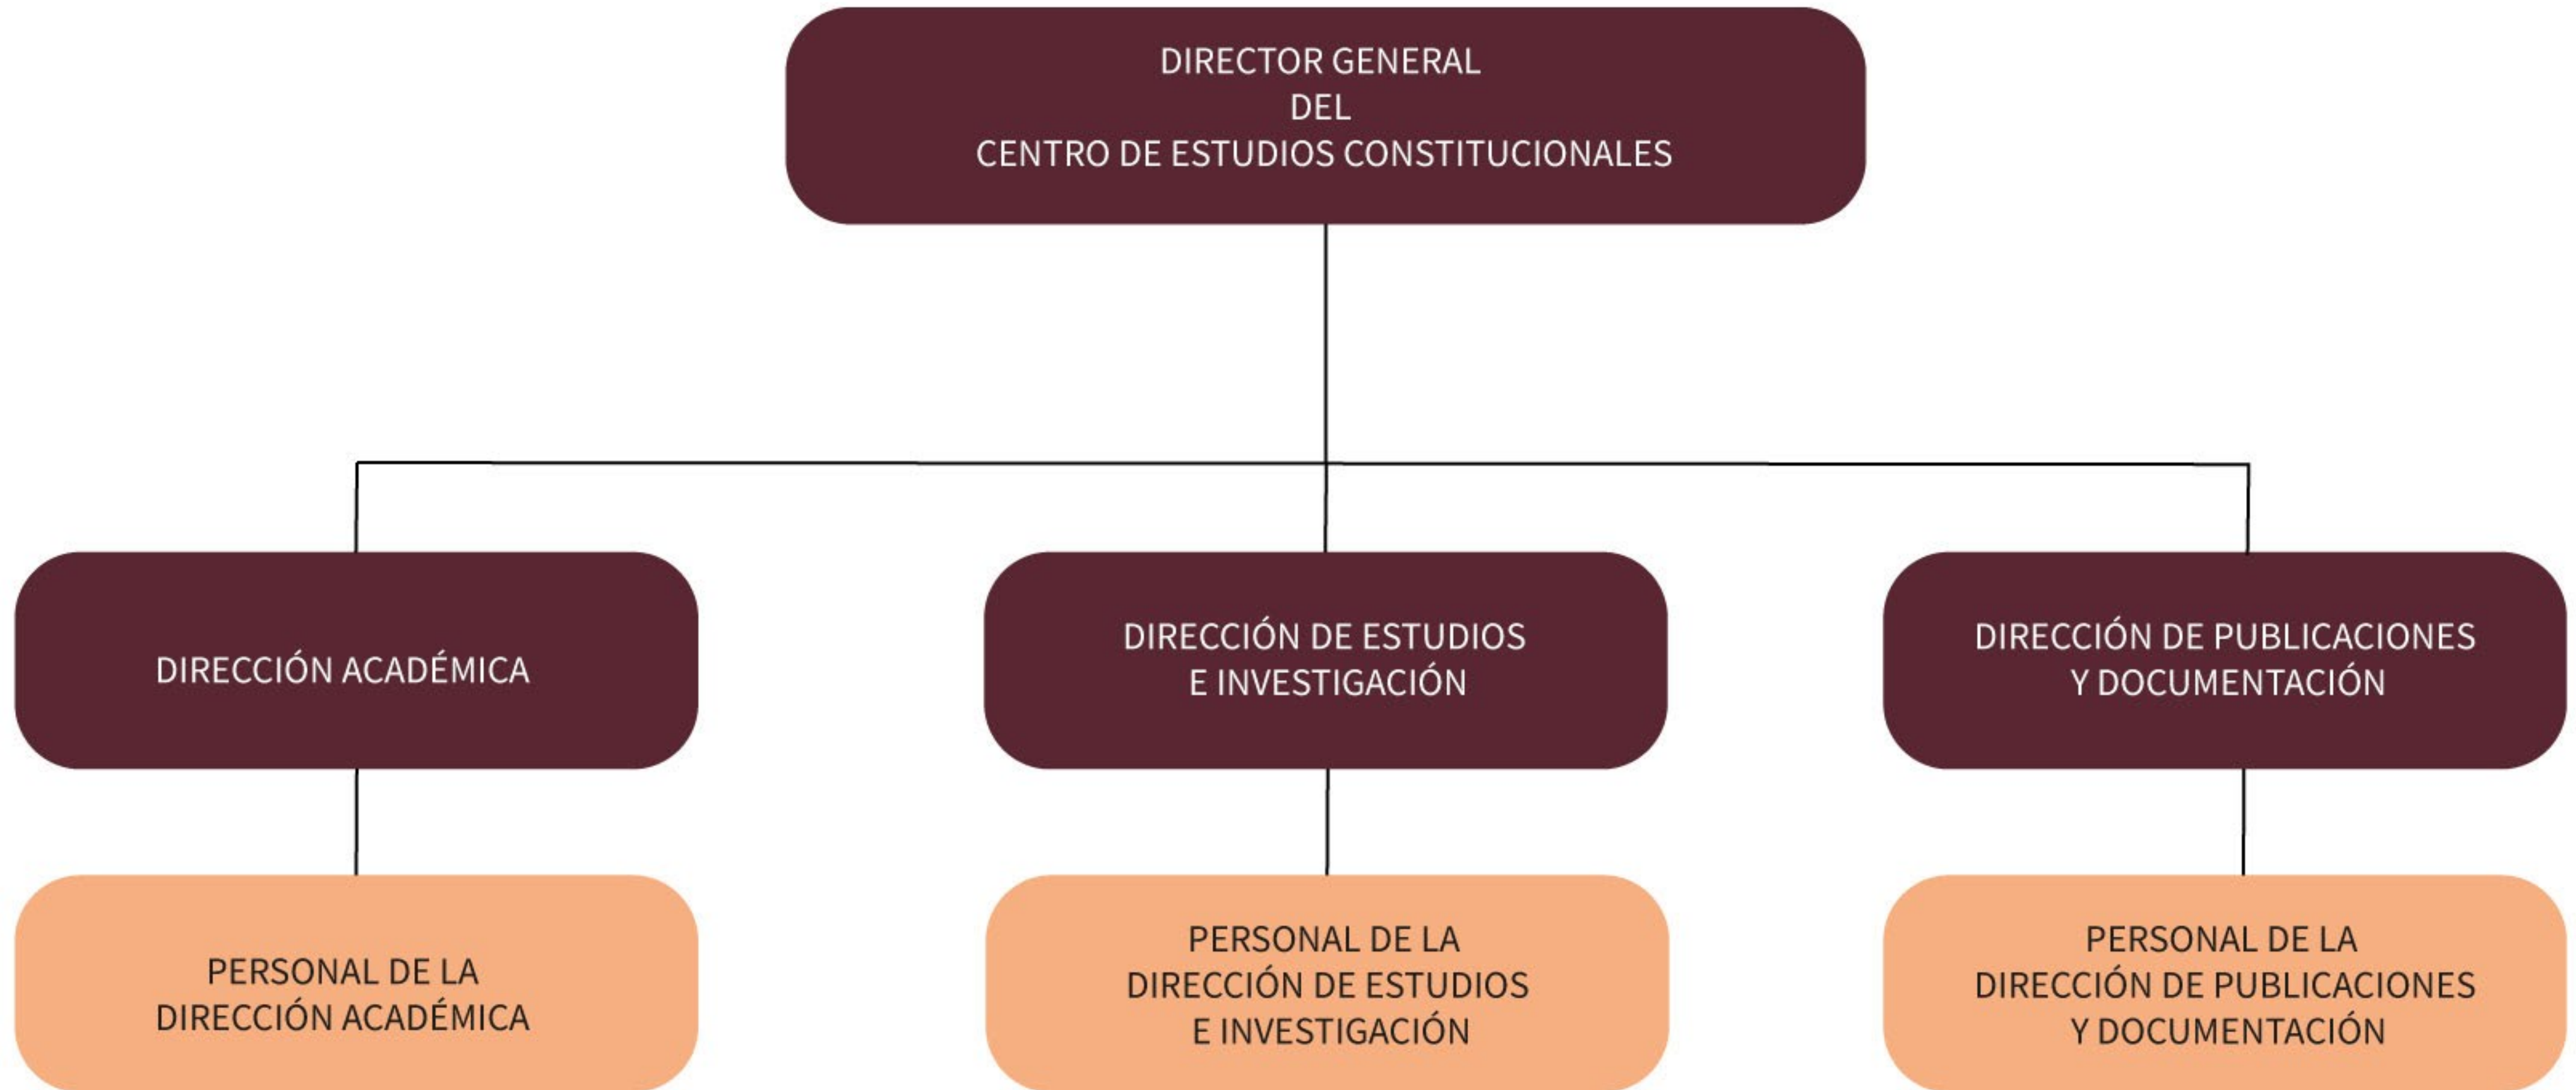 DIRECTOR GENERAL
DEL
CENTRO DE ESTUDIOS CONSTITUCIONALES
DIRECCIÓN ACADÉMICA
DIRECCIÓN DE ESTUDIOS
E INVESTIGACIÓN
DIRECCIÓN DE PUBLICACIONES
Y DOCUMENTACIÓN
PERSONAL DE LA
DIRECCIÓN ACADÉMICA
PERSONAL DE LA
DIRECCIÓN DE ESTUDIOS
E INVESTIGACIÓN
PERSONAL DE LA
DIRECCIÓN DE PUBLICACIONES
Y DOCUMENTACIÓN